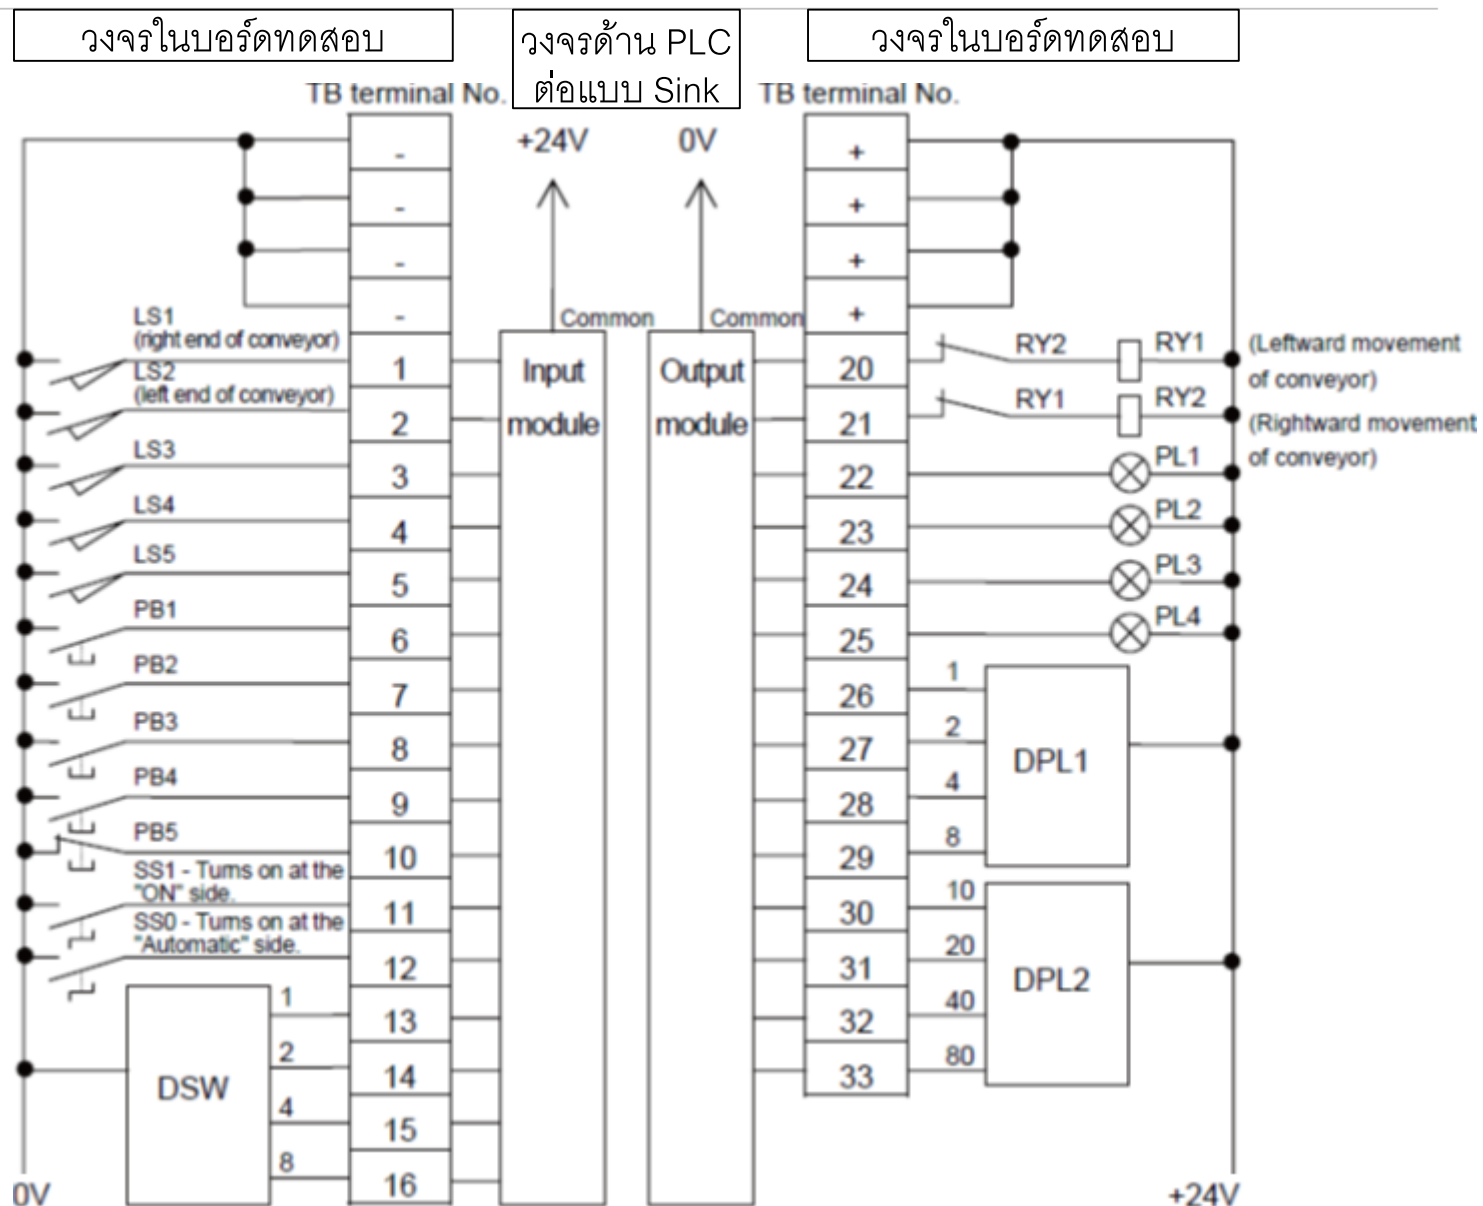 วงจรในบอร์ดทดสอบ
วงจรด้าน PLC
ต่อแบบ Sink
วงจรในบอร์ดทดสอบ
TB terminal No.
TB terminal No.
+24V
0V
-
-
-
-
+
+
+
+
Common
Common
Input
module
Output
module
LS1
(right end of conveyor)
1
LS2
(left end of conveyor)
2
LS3
3
LS4
4
LS5
5
PB1
6
PB2
7
PB3
8
PB4
9
PB5
10
SS1 - Turns on at the
"ON" side.
11
SS0 - Turns on at the
"Automatic" side.
12
DSW
1
13
2
14
4
15
8
16
0V
20
RY2
RY1
(Leftward movement
of conveyor)
21
RY1
RY2
(Rightward movement
of conveyor)
22
PL1
23
PL2
24
PL3
25
PL4
26
1
27
2
28
4
29
8
DPL1
30
10
31
20
32
40
33
80
DPL2
+24V